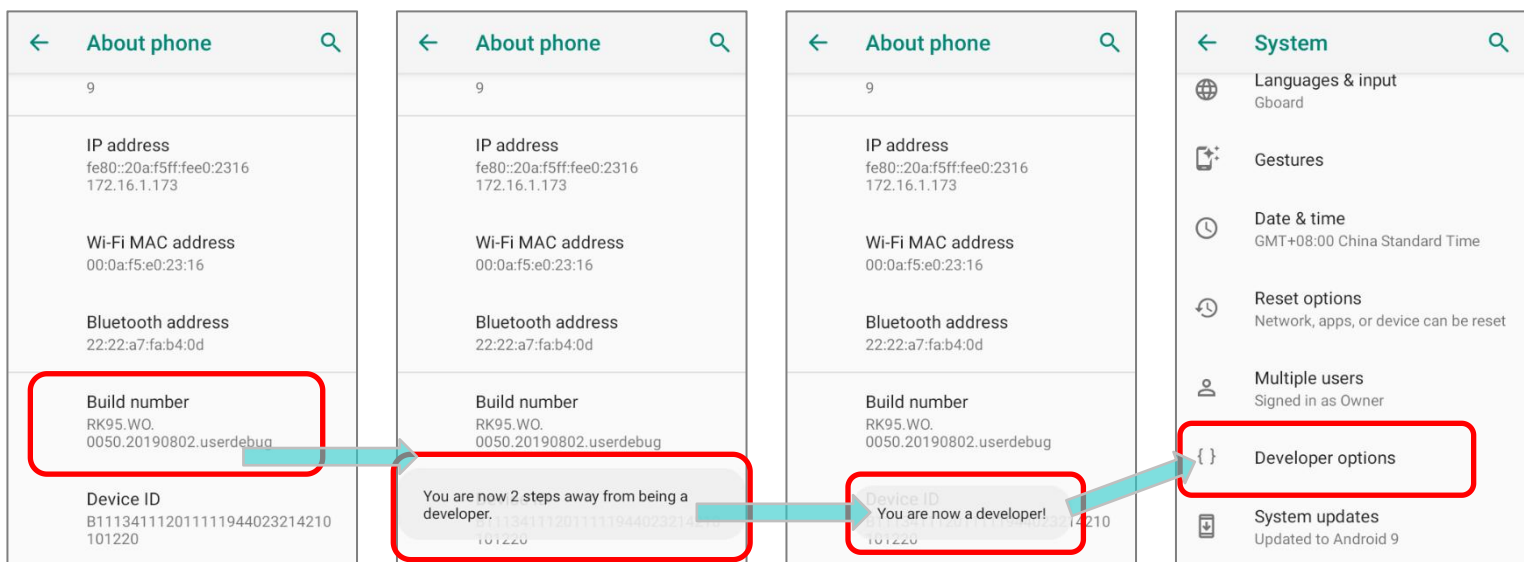 About phone
9
IP address
fe80::20a:f5ff:fee0:2316
172.16.1.173
Wi-Fi MAC address
00:0a:f5:e0:23:16
Bluetooth address
22:22:a7:fa:b4:0d
Build number
RK95.WO.
0050.20190802.userdebug
Device ID
B111341112011111944023214210
101220
About phone
9
IP address
fe80::20a:f5ff:fee0:2316
172.16.1.173
Wi-Fi MAC address
00:0a:f5:e0:23:16
Bluetooth address
22:22:a7:fa:b4:0d
Build number
RK95.WO.
0050.20190802.userdebug
You are now 2 steps away from being a
developer.
101220
About phone
9
IP address
fe80::20a:f5ff:fee0:2316
172.16.1.173
Wi-Fi MAC address
00:0a:f5:e0:23:16
Bluetooth address
22:22:a7:fa:b4:0d
Build number
RK95.WO.
0050.20190802.userdebug
Device ID
You are now a developer!
101220
System
Languages & input
Gboard
Gestures
Date & time
GMT+08:00 China Standard Time
Reset options
Network, apps, or device can be reset
Multiple users
Signed in as Owner
{ }
Developer options
System updates
Updated to Android 9